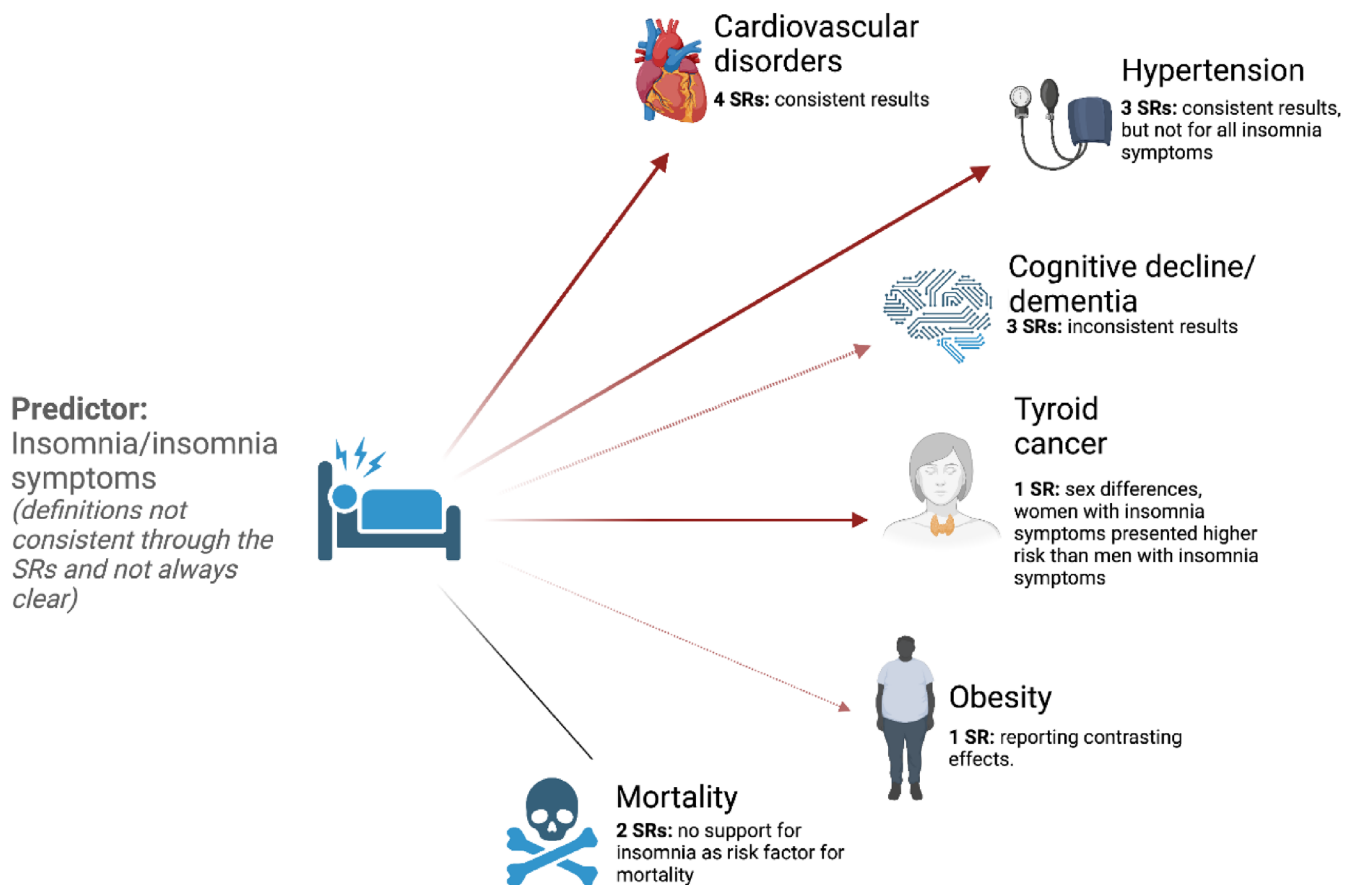 Cardiovascular
disorders
4 SRs: consistent results
Hypertension
3 SRs: consistent results,
but not for all insomnia
symptoms
Cognitive decline/
dementia
3 SRs: inconsistent results
Predictor:
Insomnia/insomnia
symptoms
(definitions not
consistent through the
SRs and not always
clear)
Tyroid
cancer
1 SR: sex differences,
women with insomnia
symptoms presented higher
risk than men with insomnia
symptoms
Obesity
1 SR: reporting contrasting
effects.
Mortality
2 SRs: no support for
insomnia as risk factor for
mortality